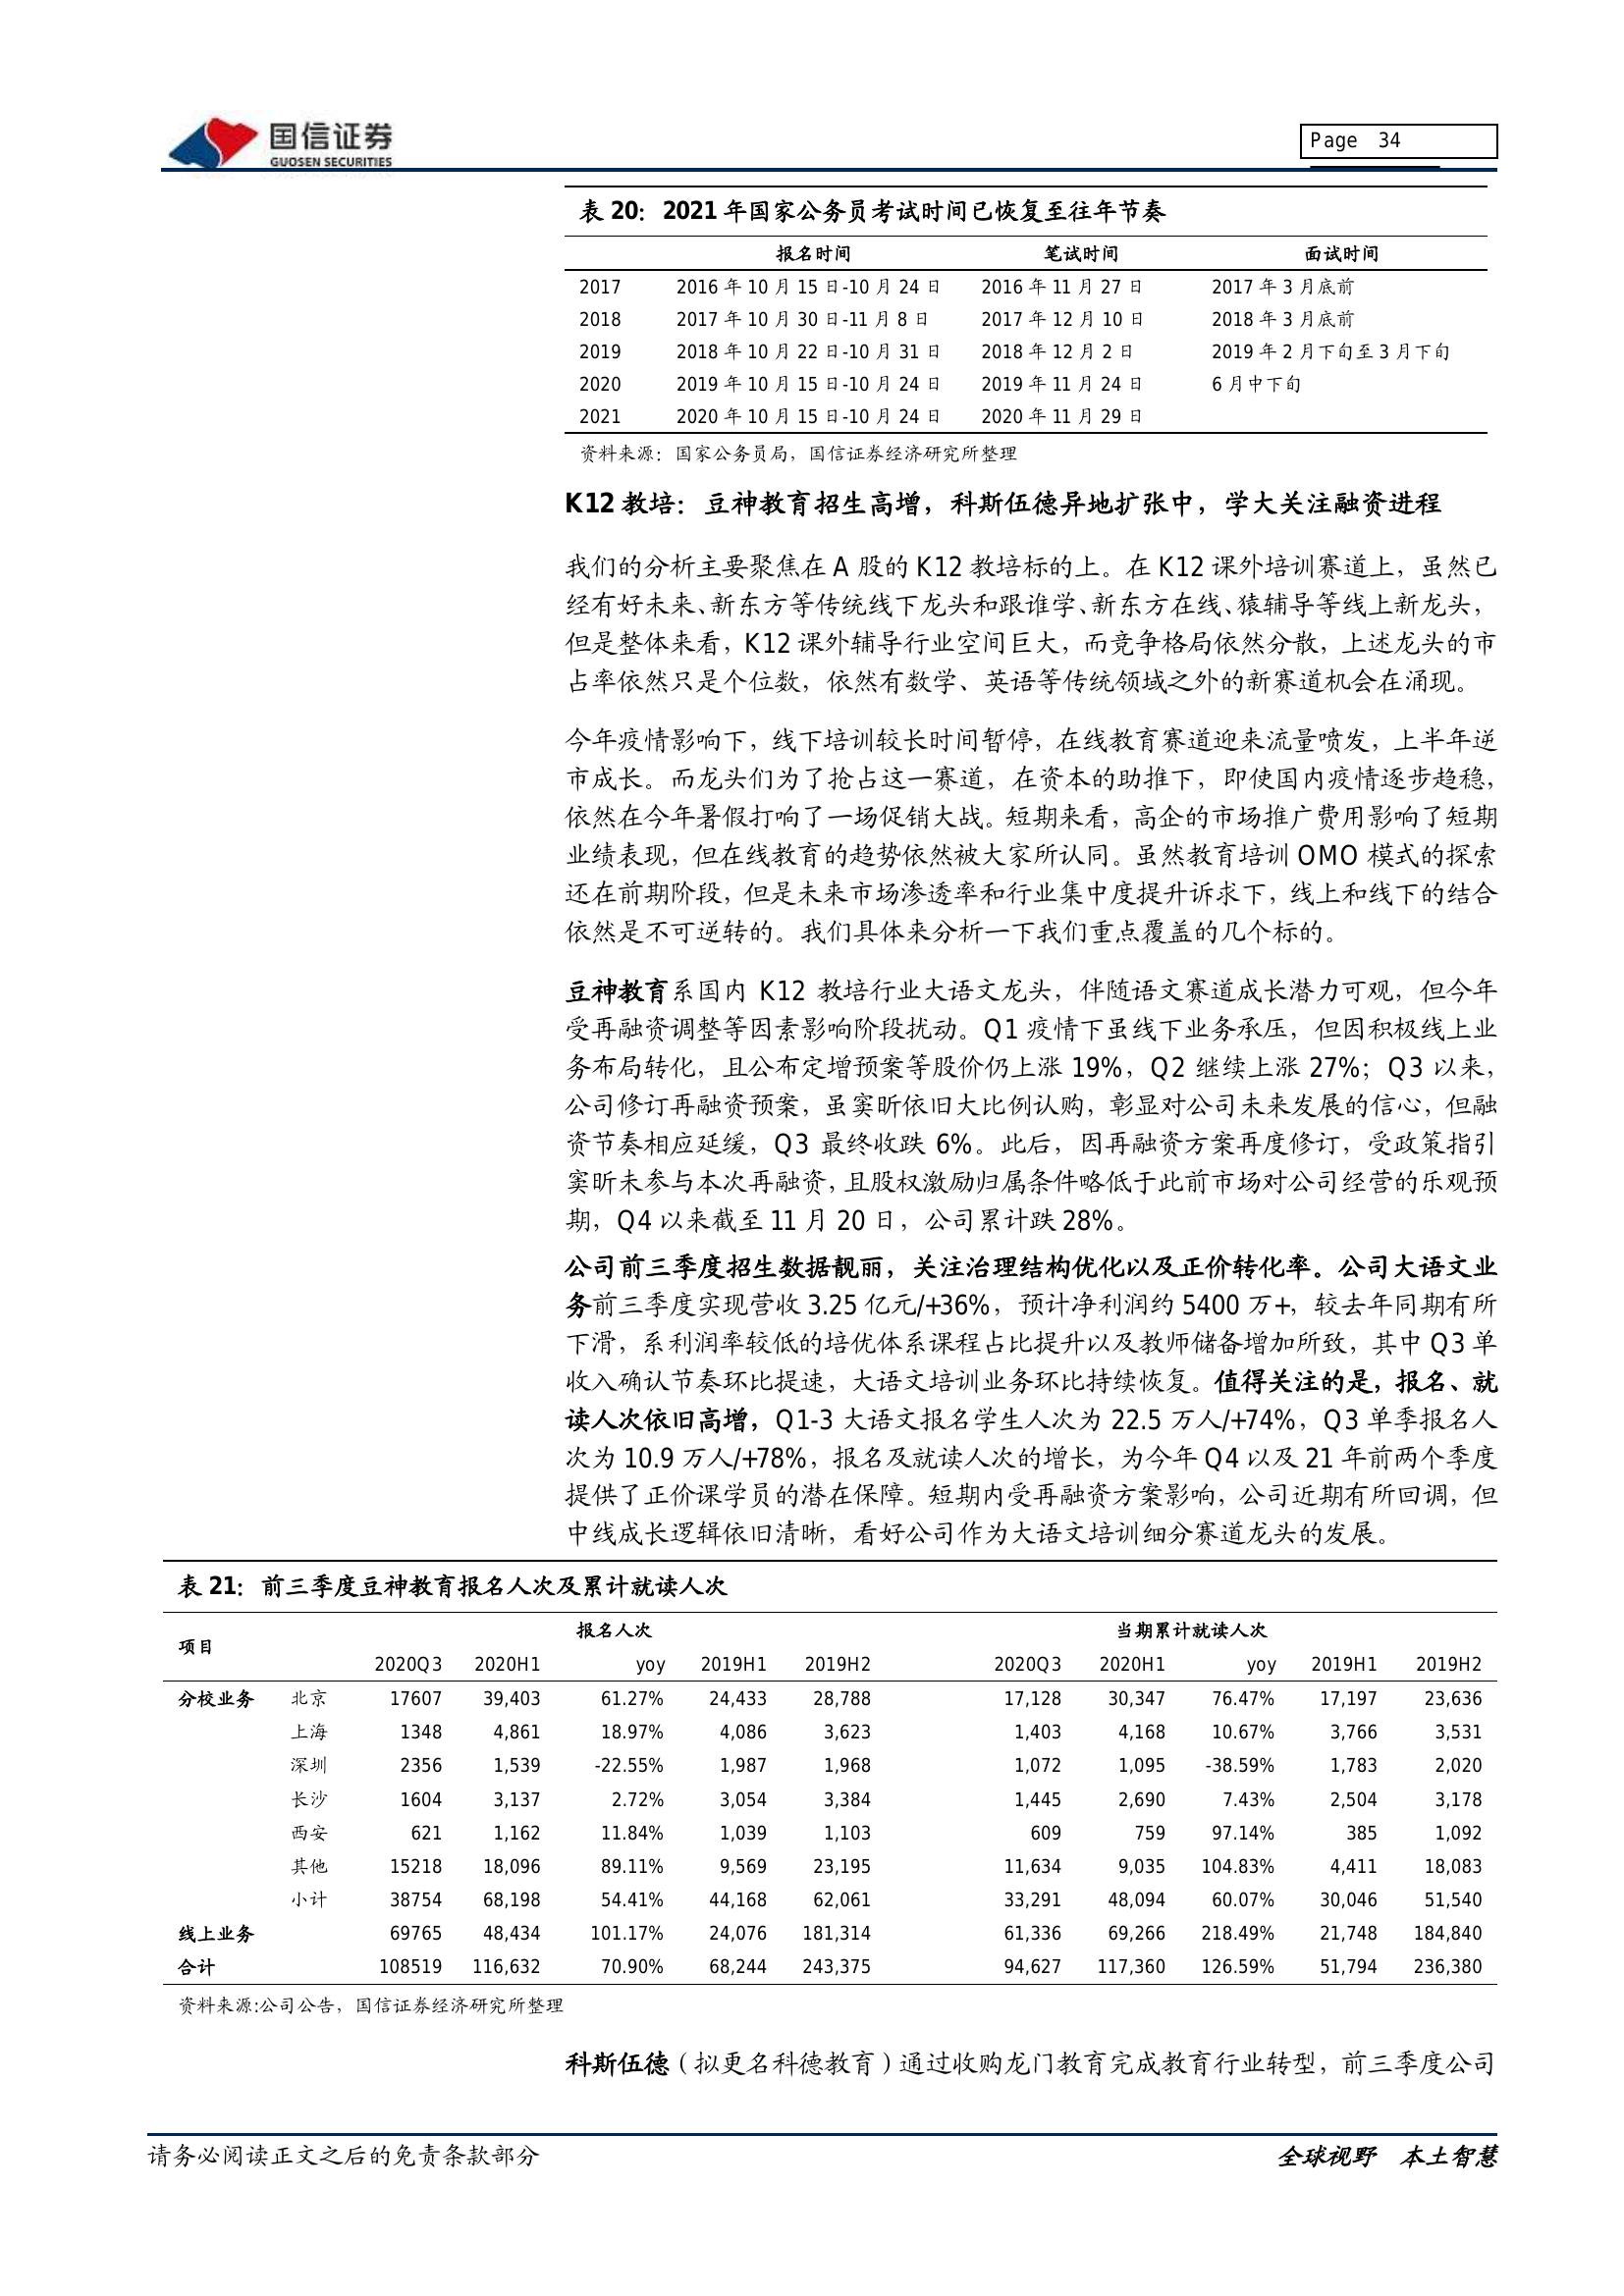 国信证券
GUOSEN SECURITIES
Page 34
表 20：2021 年国家公务员考试时间已恢复至往年节奏
报名时间 笔试时间 面试时间
2017 2016 年 10 月 15 日-10 月 24 日 2016 年 11 月 27 日 2017 年 3 月底前
2018 2017 年 10 月 30 日-11 月 8 日 2017 年 12 月 10 日 2018 年 3 月底前
2019 2018 年 10 月 22 日-10 月 31 日 2018 年 12 月 2 日 2019 年 2 月下旬至 3 月下旬
2020 2019 年 10 月 15 日-10 月 24 日 2019 年 11 月 24 日 6 月中下旬
2021 2020 年 10 月 15 日-10 月 24 日 2020 年 11 月 29 日
资料来源：国家公务员局，国信证券经济研究所整理
K12 教培：豆神教育招生高增，科斯伍德异地扩张中，学大关注融资进程
我们的分析主要聚焦在 A 股的 K12 教培标的上。在 K12 课外培训赛道上，虽然已
经有好未来、新东方等传统线下龙头和跟谁学、新东方在线、猿辅导等线上新龙头，
但是整体来看，K12 课外辅导行业空间巨大，而竞争格局依然分散，上述龙头的市
占率依然只是个位数，依然有数学、英语等传统领域之外的新赛道机会在涌现。
今年疫情影响下，线下培训较长时间暂停，在线教育赛道迎来流量喷发，上半年逆
市成长。而龙头们为了抢占这一赛道，在资本的助推下，即使国内疫情逐步趋稳，
依然在今年暑假打响了一场促销大战。短期来看，高企的市场推广费用影响了短期
业绩表现，但在线教育的趋势依然被大家所认同。虽然教育培训 OMO 模式的探索
还在前期阶段，但是未来市场渗透率和行业集中度提升诉求下，线上和线下的结合
依然是不可逆转的。我们具体来分析一下我们重点覆盖的几个标的。
豆神教育系国内 K12 教培行业大语文龙头，伴随语文赛道成长潜力可观，但今年
受再融资调整等因素影响阶段扰动。Q1 疫情下虽线下业务承压，但因积极线上业
务布局转化，且公布定增预案等股价仍上涨 19%，Q2 继续上涨 27%；Q3 以来，
公司修订再融资预案，虽窦昕依旧大比例认购，彰显对公司未来发展的信心，但融
资节奏相应延缓，Q3 最终收跌 6%。此后，因再融资方案再度修订，受政策指引
窦昕未参与本次再融资，且股权激励归属条件略低于此前市场对公司经营的乐观预
期，Q4 以来截至 11 月 20 日，公司累计跌 28%。
公司前三季度招生数据靓丽，关注治理结构优化以及正价转化率。公司大语文业
务前三季度实现营收 3.25 亿元/+36%，预计净利润约 5400 万+，较去年同期有所
下滑，系利润率较低的培优体系课程占比提升以及教师储备增加所致，其中 Q3 单
收入确认节奏环比提速，大语文培训业务环比持续恢复。值得关注的是，报名、就
读人次依旧高增，Q1-3 大语文报名学生人次为 22.5 万人/+74%，Q3 单季报名人
次为 10.9 万人/+78%，报名及就读人次的增长，为今年 Q4 以及 21 年前两个季度
提供了正价课学员的潜在保障。短期内受再融资方案影响，公司近期有所回调，但
中线成长逻辑依旧清晰，看好公司作为大语文培训细分赛道龙头的发展。
表 21：前三季度豆神教育报名人次及累计就读人次
项目 报名人次 当期累计就读人次
2020Q3 2020H1 yoy 2019H1 2019H2 2020Q3 2020H1 yoy 2019H1 2019H2
分校业务 北京 17607 39,403 61.27% 24,433 28,788 17,128 30,347 76.47% 17,197 23,636
上海 1348 4,861 18.97% 4,086 3,623 1,403 4,168 10.67% 3,766 3,531
深圳 2356 1,539 -22.55% 1,987 1,968 1,072 1,095 -38.59% 1,783 2,020
长沙 1604 3,137 2.72% 3,054 3,384 1,445 2,690 7.43% 2,504 3,178
西安 621 1,162 11.84% 1,039 1,103 609 759 97.14% 385 1,092
其他 15218 18,096 89.11% 9,569 23,195 11,634 9,035 104.83% 4,411 18,083
小计 38754 68,198 54.41% 44,168 62,061 33,291 48,094 60.07% 30,046 51,540
线上业务 69765 48,434 101.17% 24,076 181,314 61,336 69,266 218.49% 21,748 184,840
合计 108519 116,632 70.90% 68,244 243,375 94,627 117,360 126.59% 51,794 236,380
资料来源:公司公告，国信证券经济研究所整理
科斯伍德（拟更名科德教育）通过收购龙门教育完成教育行业转型，前三季度公司
请务必阅读正文之后的免责条款部分
全球视野 本土智慧